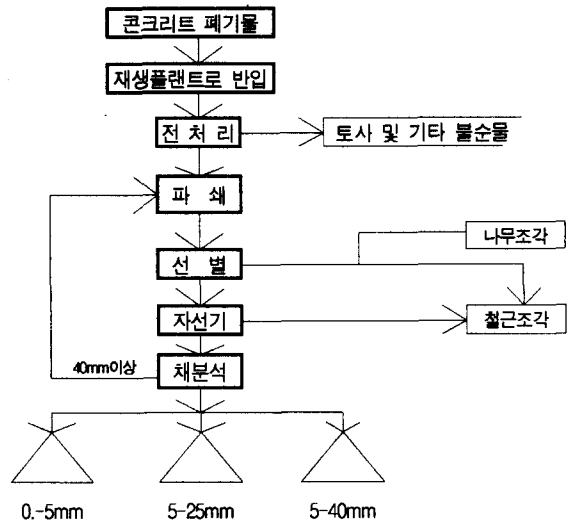 콘크리트 폐기물
재생플랜트로 반입
전 처 리
토사 및 기타 불순물
파 쇄
나무조각
선 별
자선기
철근조각
40mm이상
채분석
0.-5mm
5-25mm
5-40mm